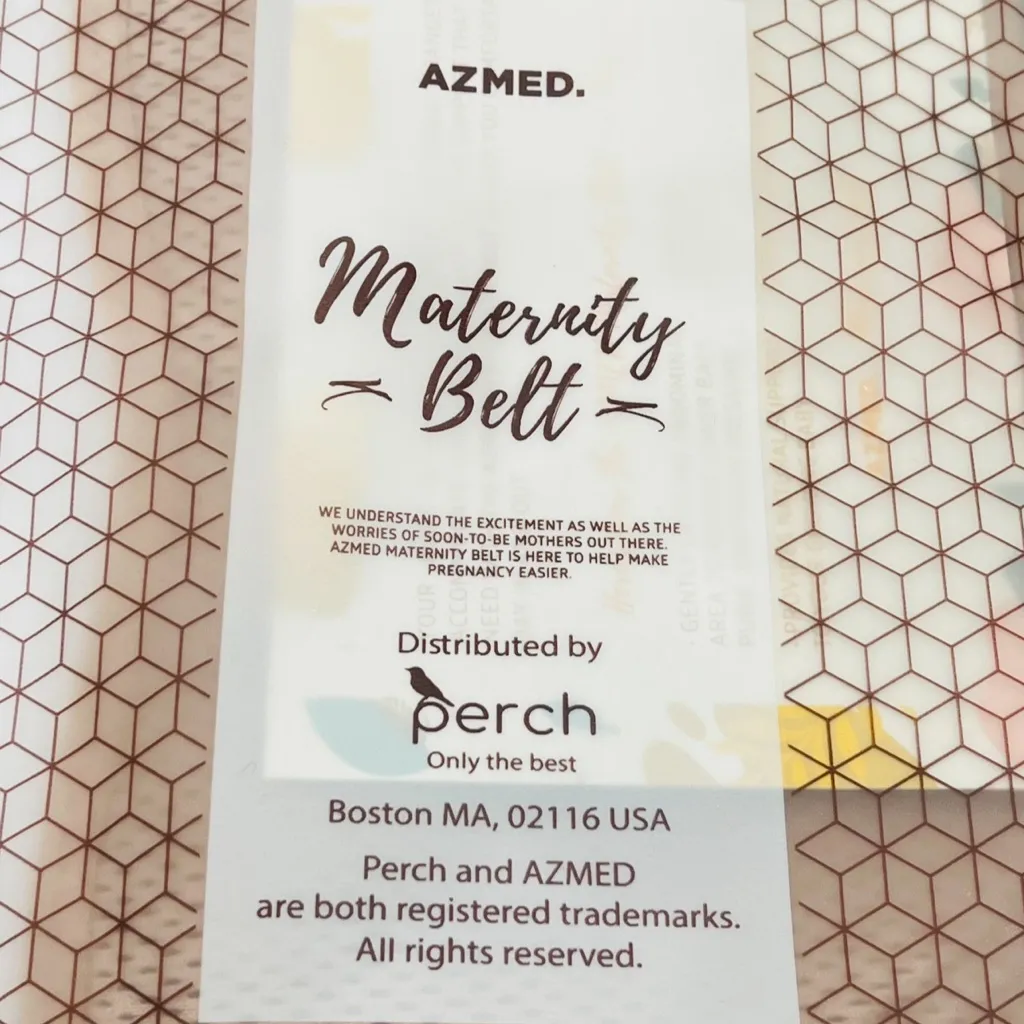 AZMED.
Maternity
Belt
WE UNDERSTAND THE EXCITEMENT AS WELL AS THE
WORRIES OF SOON-TO-BE MOTHERS OUT THERE.
AZMED MATERNITY BELT IS HERE TO HELP MAKE
PREGNANCY EASIER.
Distributed by
perch
Only the best
Boston MA, 02116 USA
Perch and AZMED
are both registered trademarks.
All rights reserved.